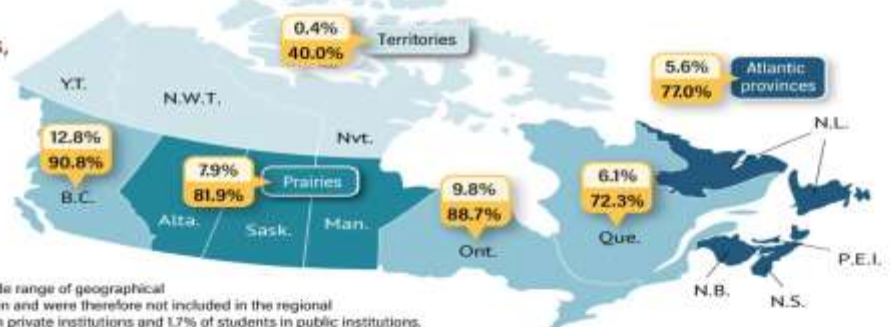 s,
0.4%
40.0%
Territories
5.6%
77.0%
Atlantic
provinces
Y.T.
N.W.T.
Nvt.
N.L.
12.8%
90.8%
B.C.
7.9%
81.9%
Prairies
Alta.
Sask.
Man.
9.8%
88.7%
Ont.
6.1%
72.3%
Que.
P.E.I.
N.B.
N.S.
de range of geographical
en and were therefore not included in the regional
n private institutions and 1.7% of students in public institutions.